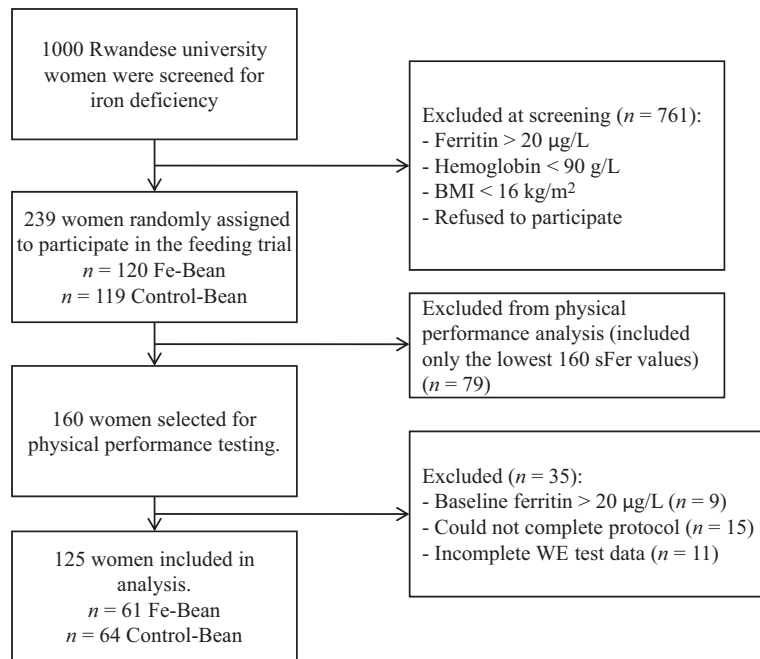 1000 Rwandese university
women were screened for
iron deficiency
Excluded at screening (n = 761):
- Ferritin > 20 μg/L
- Hemoglobin < 90 g/L
- BMI < 16 kg/m²
- Refused to participate
239 women randomly assigned
to participate in the feeding trial
n = 120 Fe-Bean
n = 119 Control-Bean
Excluded from physical
performance analysis (included
only the lowest 160 sFer values)
(n = 79)
160 women selected for
physical performance testing.
Excluded (n = 35):
- Baseline ferritin > 20 μg/L (n = 9)
- Could not complete protocol (n = 15)
- Incomplete WE test data (n = 11)
125 women included in
analysis.
n = 61 Fe-Bean
n = 64 Control-Bean